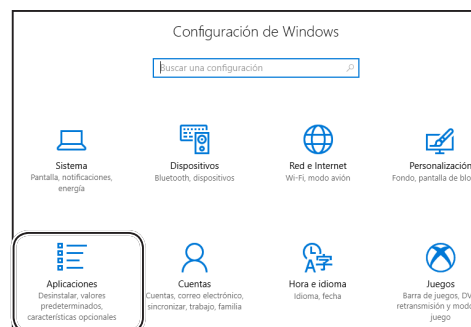 Configuración de Windows
Buscar una configuración
Sistema
Pantalla, notificaciones,
energía
Dispositivos
Bluetooth, dispositivos
Red e Internet
Wi-Fi, modo avión
Personalización
Fondo, pantalla de blo
Aplicaciones
Desinstalar, valores
predeterminados,
características opcionales
Cuentas
Cuentas, correo electrónico,
sincronizar, trabajo, familia
Hora e idioma
Idioma, fecha
Juegos
Barra de juegos, DV
retransmisión y modo
juego